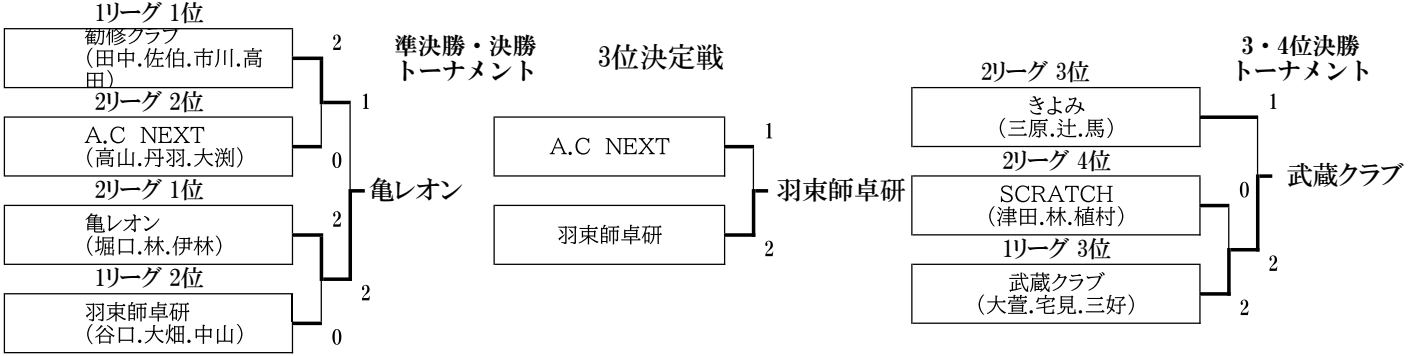 1リーグ 1位
勧修クラブ
(田中.佐伯.市川.高
田)
2
準決勝・決勝
トーナメント
2リーグ 2位
A.C NEXT
(高山.丹羽.大渕)
1
0
2リーグ 1位
亀レオン
(堀口.林.伊林)
2
亀レオン
1リーグ 2位
羽束師卓研
(谷口.大畑.中山)
2
0
3位決定戦
A.C NEXT
1
羽束師卓研
羽束師卓研
2
3・4位決勝
トーナメント
2リーグ 3位
きよみ
(三原.辻.馬)
1
2リーグ 4位
SCRATCH
(津田.林.植村)
0
武蔵クラブ
1リーグ 3位
武蔵クラブ
(大萱.宅見.三好)
2
2